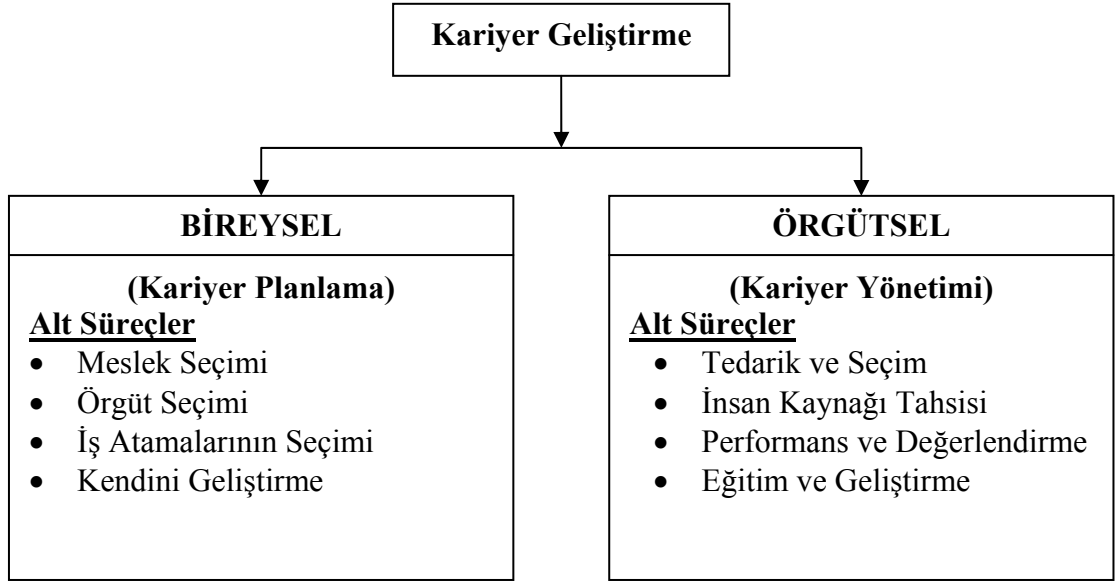 Kariyer Geliştirme
BİREYSEL
(Kariyer Planlama)
Alt Süreçler
• Meslek Seçimi
• Örgüt Seçimi
• İş Atamalarının Seçimi
• Kendini Geliştirme
ÖRGÜTSEL
(Kariyer Yönetimi)
Alt Süreçler
• Tedarik ve Seçim
• İnsan Kaynağı Tahsisi
• Performans ve Değerlendirme
• Eğitim ve Geliştirme